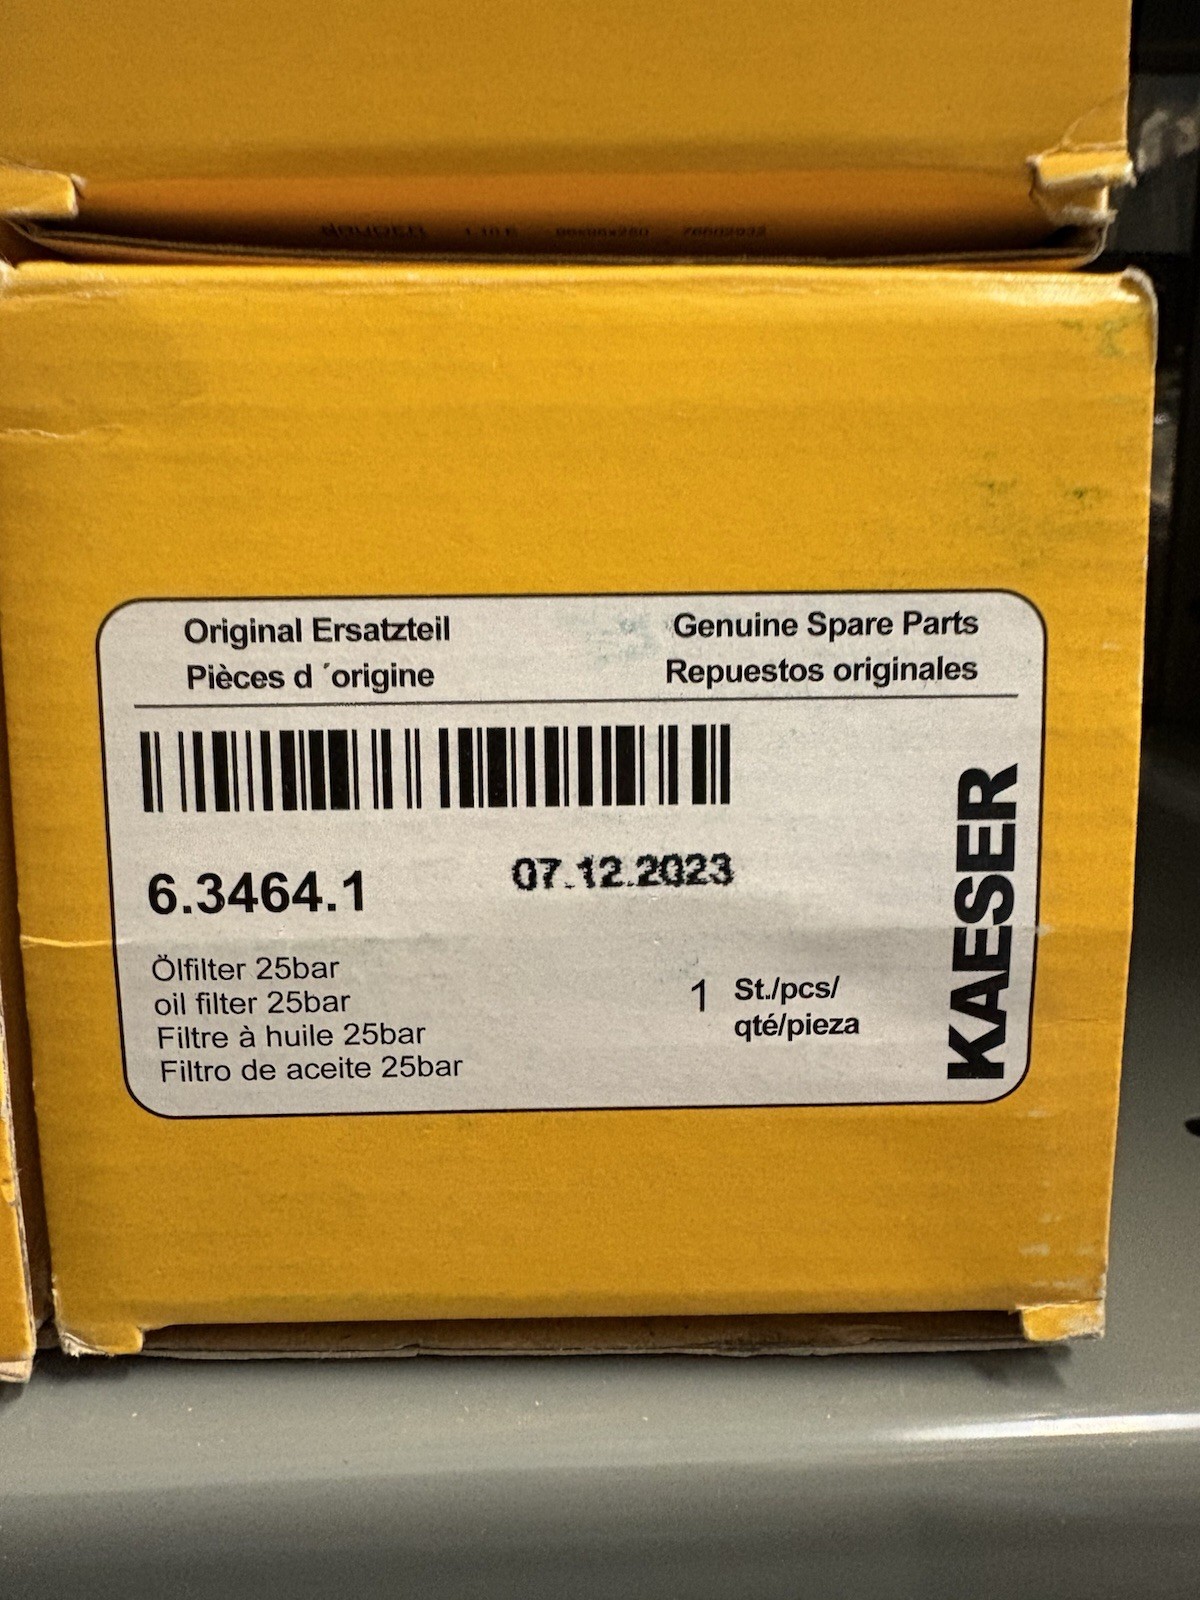 Original Ersatzteil
Pièces d ´origine
Genuine Spare Parts
Repuestos originales
6.3464.1
07.12.2023
Ölfilter 25bar
oil filter 25bar
Filtre à huile 25bar
Filtro de aceite 25bar
1 St./pcs/
qté/pieza
KAESER